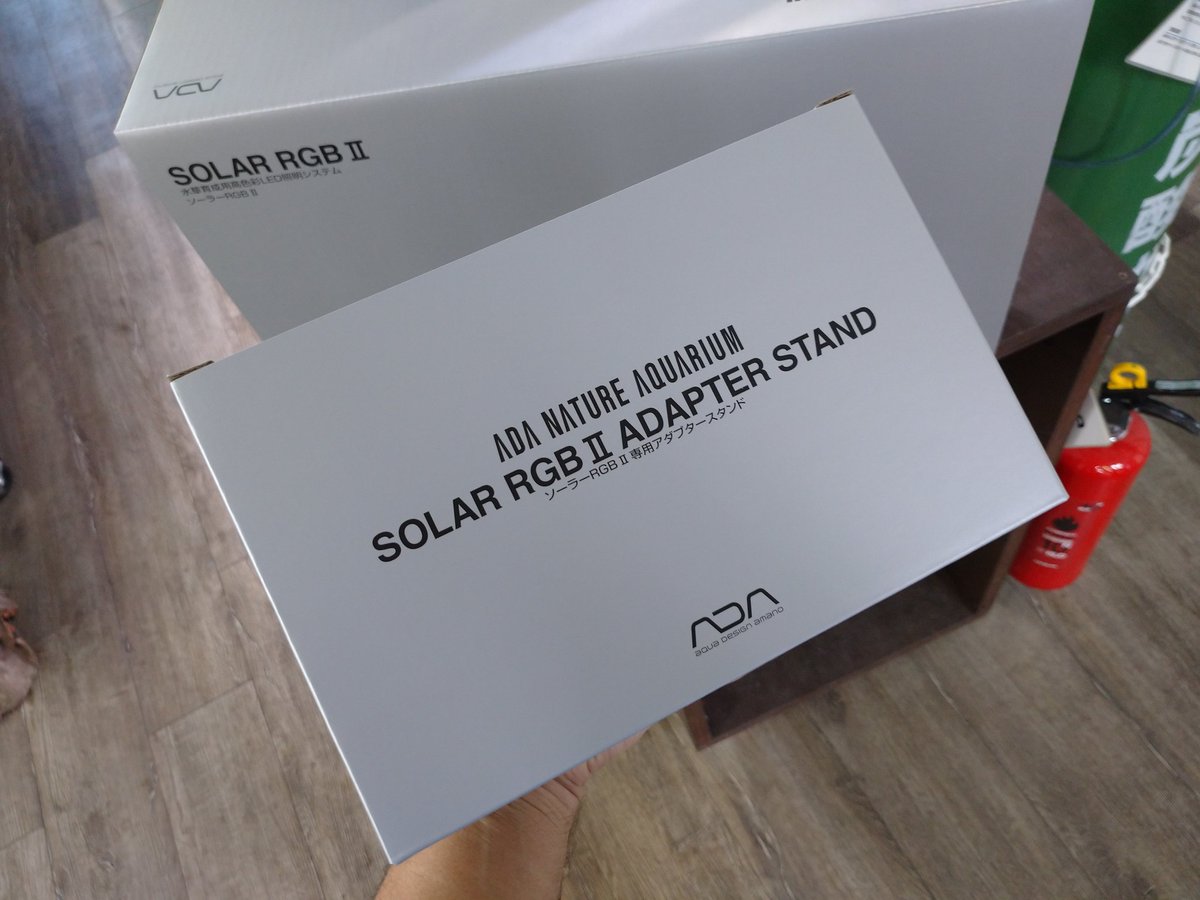 ADA
SOLAR RGB II
水草育成用高色彩LED照明システム
ソーラーRGB II
ADA NATURE AQUARIUM
SOLAR RGB II ADAPTER STAND
ソーラーRGB II 専用アダプタースタンド
ADA
aqua design amano